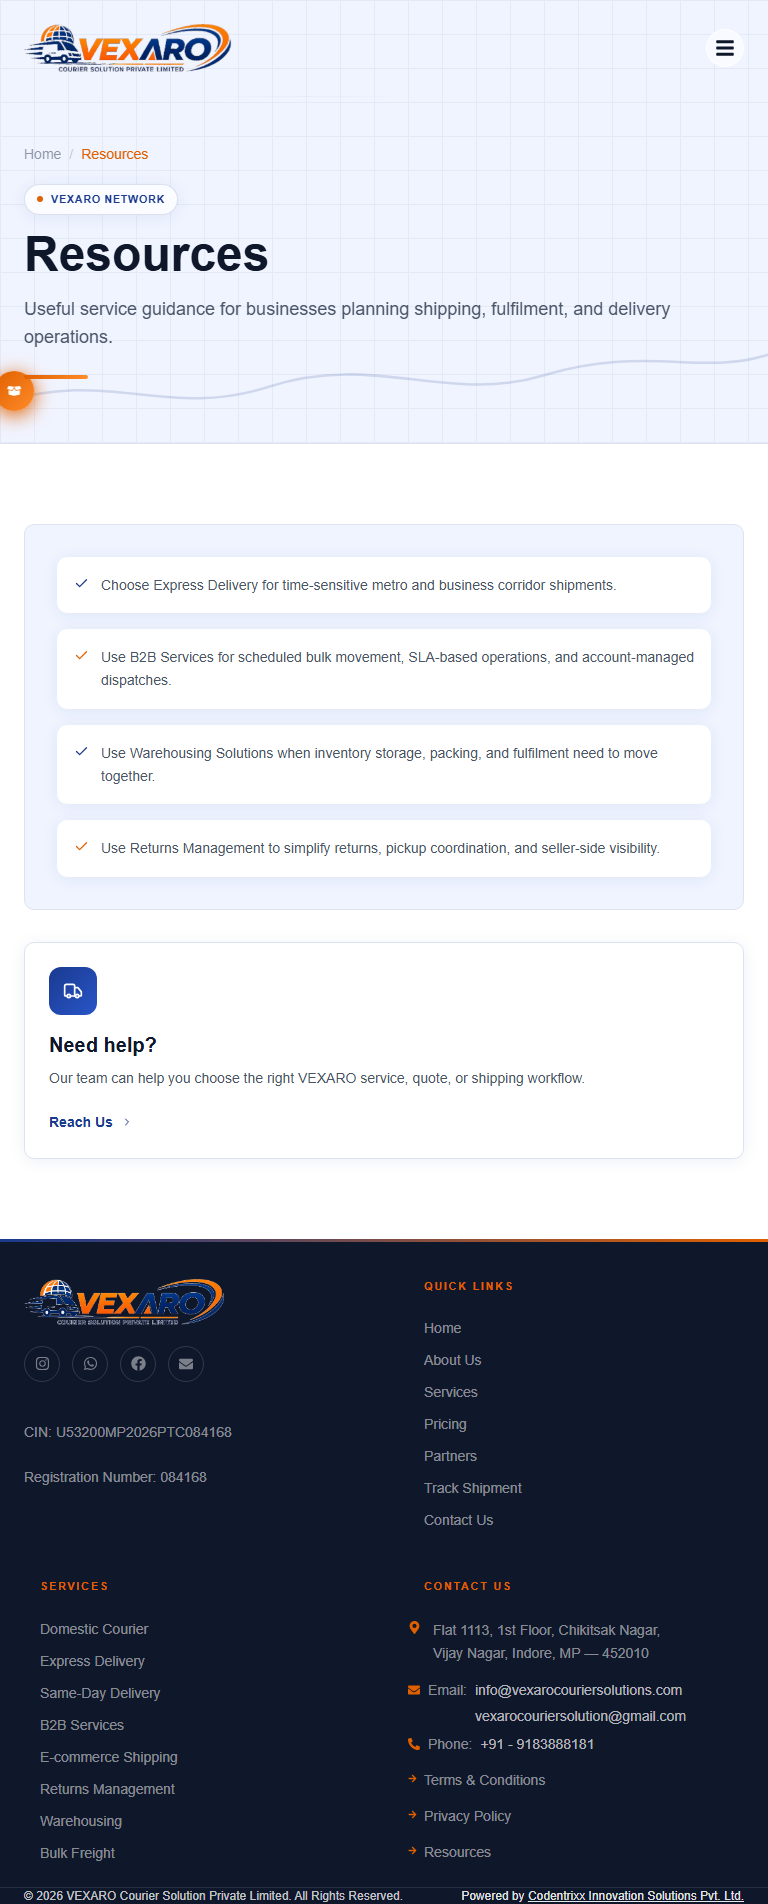 VEXARO
COURIER SOLUTION PRIVATE LIMITED
Home / Resources
VEXARO NETWORK
Resources
Useful service guidance for businesses planning shipping, fulfilment, and delivery
operations.
Choose Express Delivery for time-sensitive metro and business corridor shipments.
Use B2B Services for scheduled bulk movement, SLA-based operations, and account-managed
dispatches.
Use Warehousing Solutions when inventory storage, packing, and fulfilment need to move
together.
Use Returns Management to simplify returns, pickup coordination, and seller-side visibility.
Need help?
Our team can help you choose the right VEXARO service, quote, or shipping workflow.
Reach Us
VEXARO
COURIER SOLUTION PRIVATE LIMITED
CIN: U53200MP2026PTC084168
Registration Number: 084168
QUICK LINKS
Home
About Us
Services
Pricing
Partners
Track Shipment
Contact Us
SERVICES
Domestic Courier
Express Delivery
Same-Day Delivery
B2B Services
E-commerce Shipping
Returns Management
Warehousing
Bulk Freight
CONTACT US
Flat 1113, 1st Floor, Chikitsak Nagar,
Vijay Nagar, Indore, MP — 452010
Email: info@vexarocouriersolutions.com
vexarocouriersolution@gmail.com
Phone: +91 - 9183888181
Terms & Conditions
Privacy Policy
Resources
© 2026 VEXARO Courier Solution Private Limited. All Rights Reserved.
Powered by Codentrixx Innovation Solutions Pvt. Ltd.